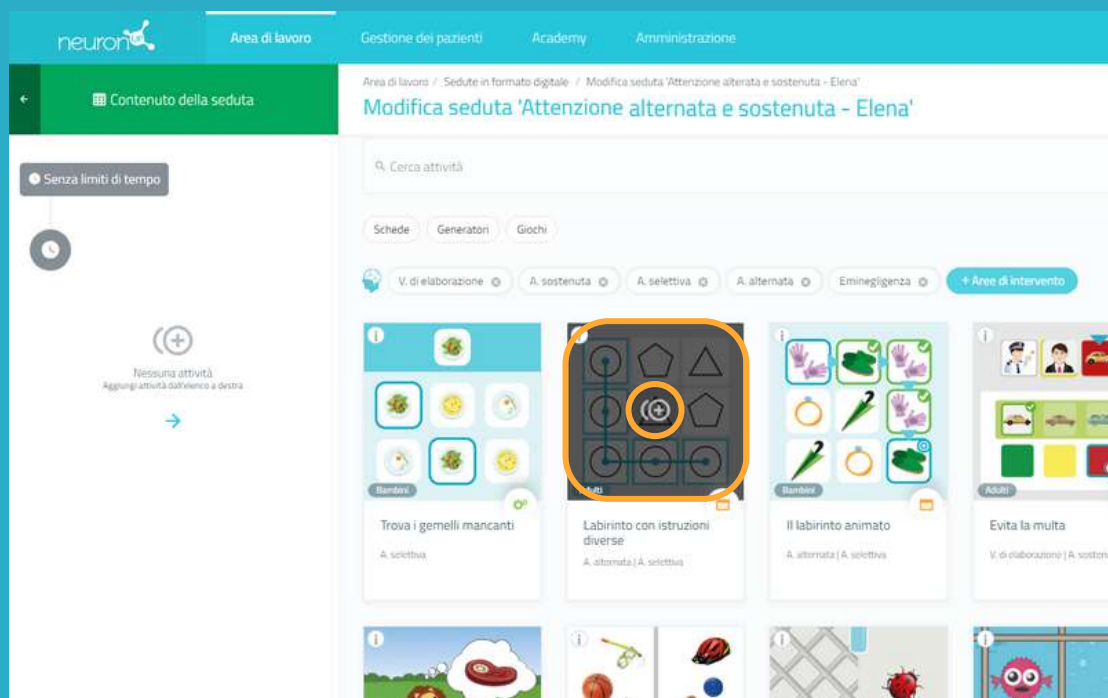 neuronUP
Area di lavoro
Gestione dei pazienti
Academy
Amministrazione
Contenuto della seduta
Area di lavoro / Sedute in formato digitale / Modifica seduta 'Attenzione alterata e sostenuta - Elena'
Modifica seduta 'Attenzione alternata e sostenuta - Elena'
Senza limiti di tempo
Nessuna attività
Aggiungi attività dall'elenco a destra
Cerca attività
Schede
Generatori
Giochi
V. di elaborazione
A. sostenuta
A. selettiva
A. alternata
Eminegligenza
+ Aree di intervento
Bambini
Trova i gemelli mancanti
A. selettiva
Adulti
Labirinto con istruzioni
diverse
A. alternata | A. selettiva
Bambini
Il labirinto animato
A. alternata | A. selettiva
Adulti
Evita la multa
V. di elaborazione | A. sosten